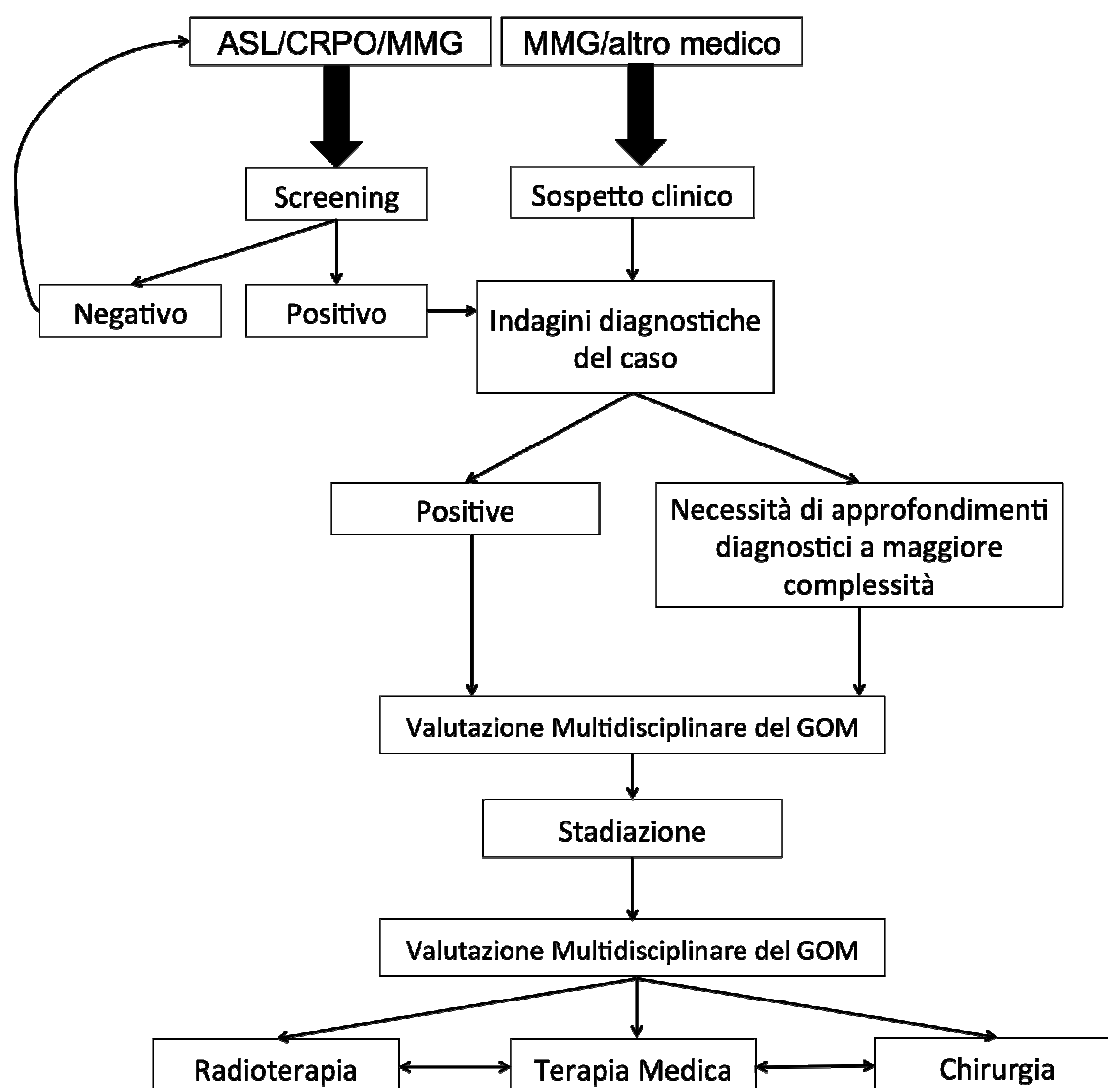 ASL/CRPO/MMG
MMG/altro medico
Screening
Sospetto clinico
Negativo
Positivo
Indagini diagnostiche
del caso
Positive
Necessità di approfondimenti
diagnostici a maggiore
complessità
Valutazione Multidisciplinare del GOM
Stadiazione
Valutazione Multidisciplinare del GOM
Radioterapia
Terapia Medica
Chirurgia